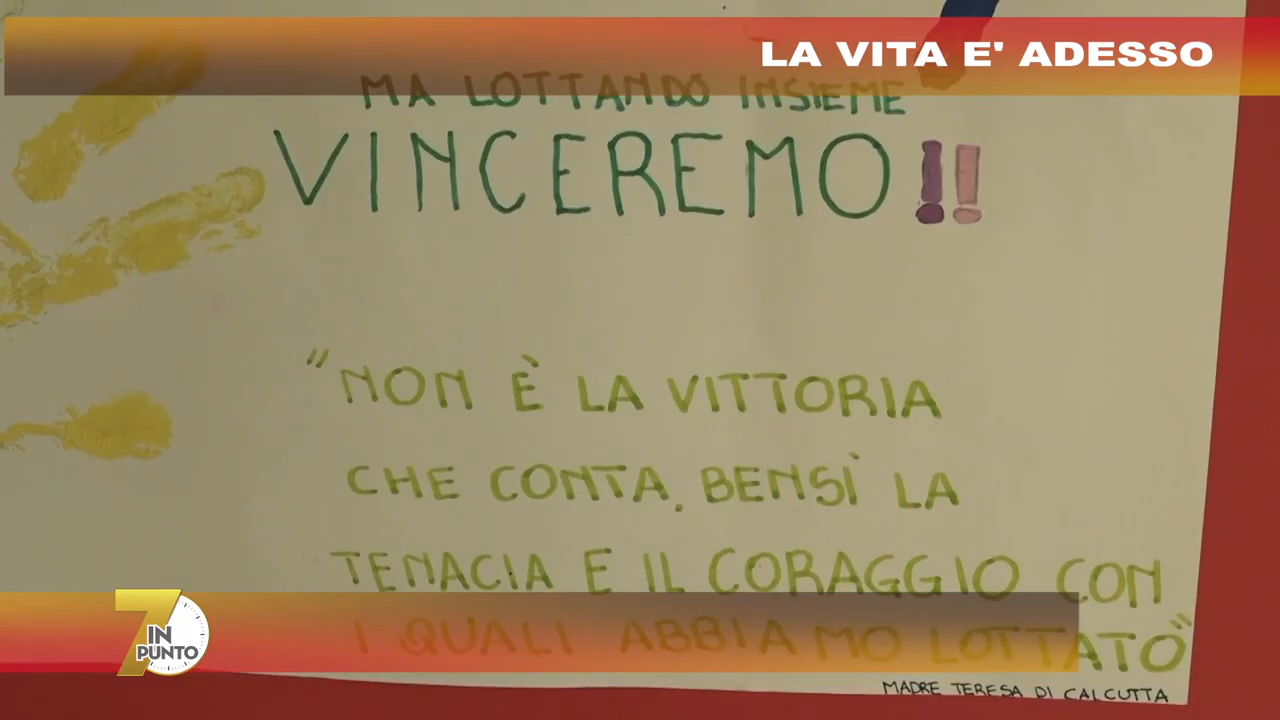 LA VITA E' ADESSO
MA LOTTANDO INSIEME
VINCEREMO!!
"NON È LA VITTORIA
CHE CONTA, BENSÌ LA
TENACIA E IL CORAGGIO CON
I QUALI ABBIAMO LOTTATO"
MADRE TERESA DI CALCUTTA
7 IN
PUNTO